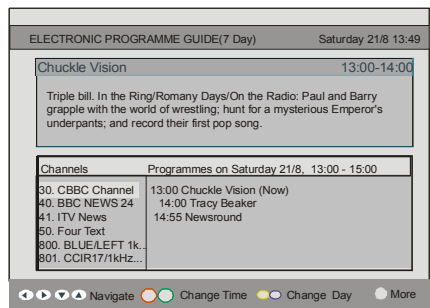 ELECTRONIC PROGRAMME GUIDE(7 Day) Saturday 21/8 13:49
Chuckle Vision 13:00-14:00
Triple bill. In the Ring/Romany Days/On the Radio: Paul and Barry
grapple with the world of wrestling; hunt for a mysterious Emperor's
underpants; and record their first pop song.
Channels Programmes on Saturday 21/8, 13:00 - 15:00
30. CBBC Channel 13:00 Chuckle Vision (Now)
40. BBC NEWS 24 14:00 Tracy Beaker
41. ITV News 14:55 Newsround
50. Four Text
800. BLUE/LEFT 1k..
801. CCIR17/1kHz...
Navigate Change Time Change Day More